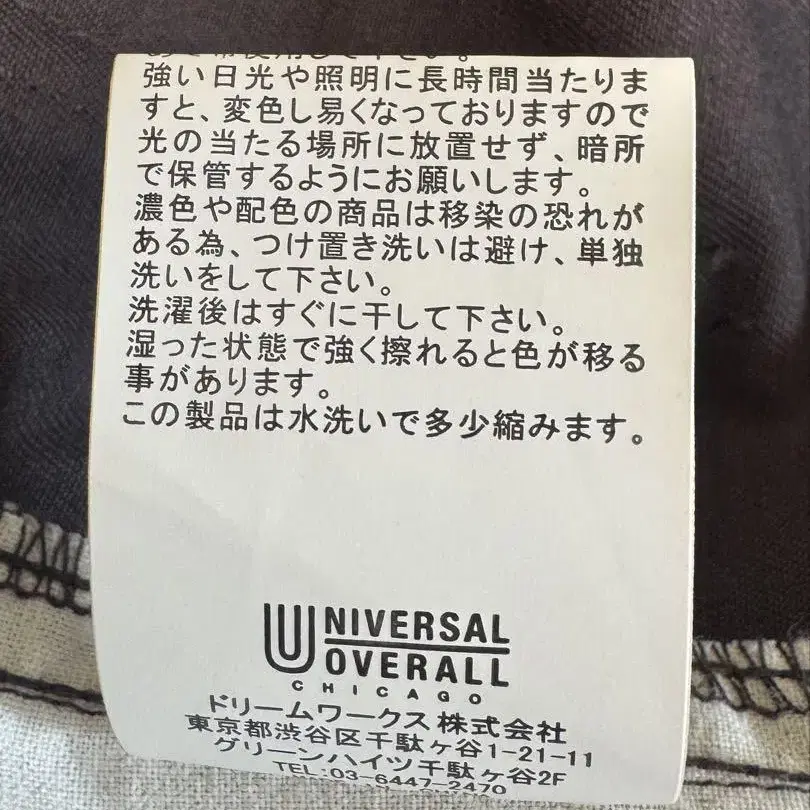 強い日光や照明に長時間当たりま
すと、変色し易くなっておりますので
光の当たる場所に放置せず、暗所
で保管するようにお願いします。
濃色や配色の商品は移染の恐れが
ある為、つけ置き洗いは避け、単独
洗いをして下さい。
洗濯後はすぐに干して下さい。
湿った状態で強く擦れると色が移る
事があります。
この製品は水洗いで多少縮みます。
UNIVERSAL
OVERALL
CHICAGO
ドリームワークス株式会社
東京都渋谷区千駄ヶ谷1-21-11
グリーンハイツ千駄ヶ谷2F
TEL:03-6447-2470